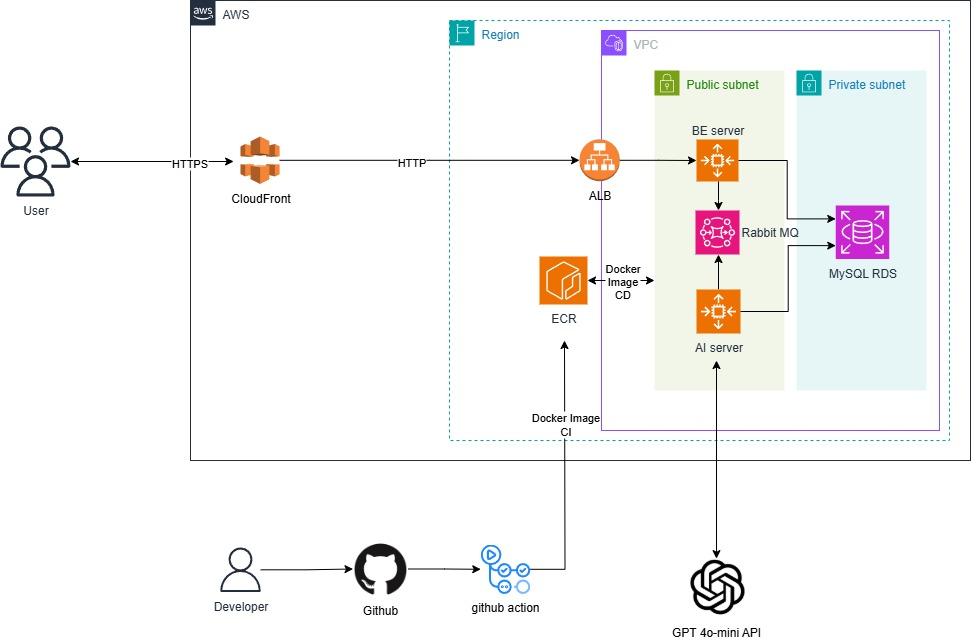 aws
AWS
Region
VPC
Public subnet
Private subnet
BE server
HTTPS
HTTP
User
CloudFront
ALB
Rabbit MQ
MySQL RDS
Docker
Image
CD
ECR
AI server
Docker Image
CI
Developer
Github
github action
GPT 4o-mini API